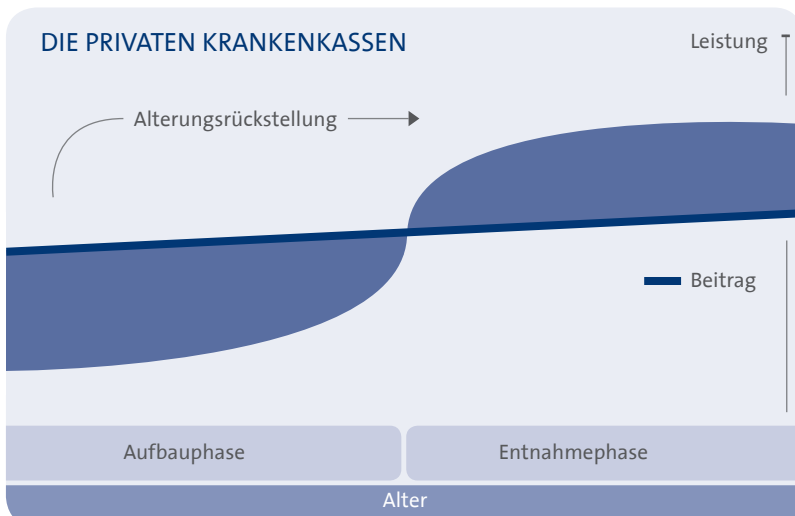 DIE PRIVATEN KRANKENKASSEN
Leistung
Alterungsrückstellung
Beitrag
Aufbauphase
Entnahmephase
Alter